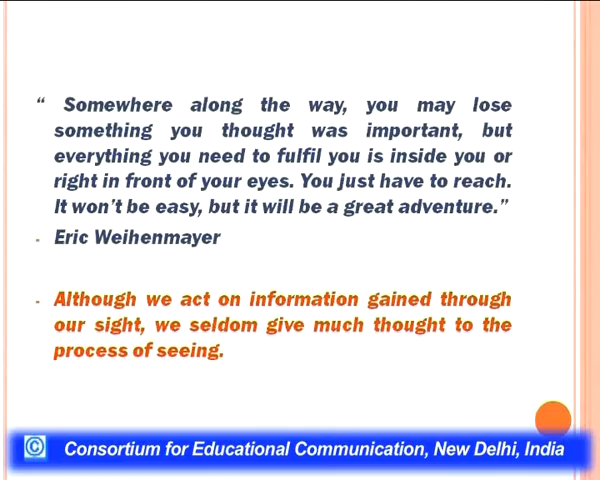 “ Somewhere along the way, you may lose
something you thought was important, but
everything you need to fulfil you is inside you or
right in front of your eyes. You just have to reach.
It won’t be easy, but it will be a great adventure.”
- Eric Weihenmayer
- Although we act on information gained through
our sight, we seldom give much thought to the
process of seeing.
© Consortium for Educational Communication, New Delhi, India